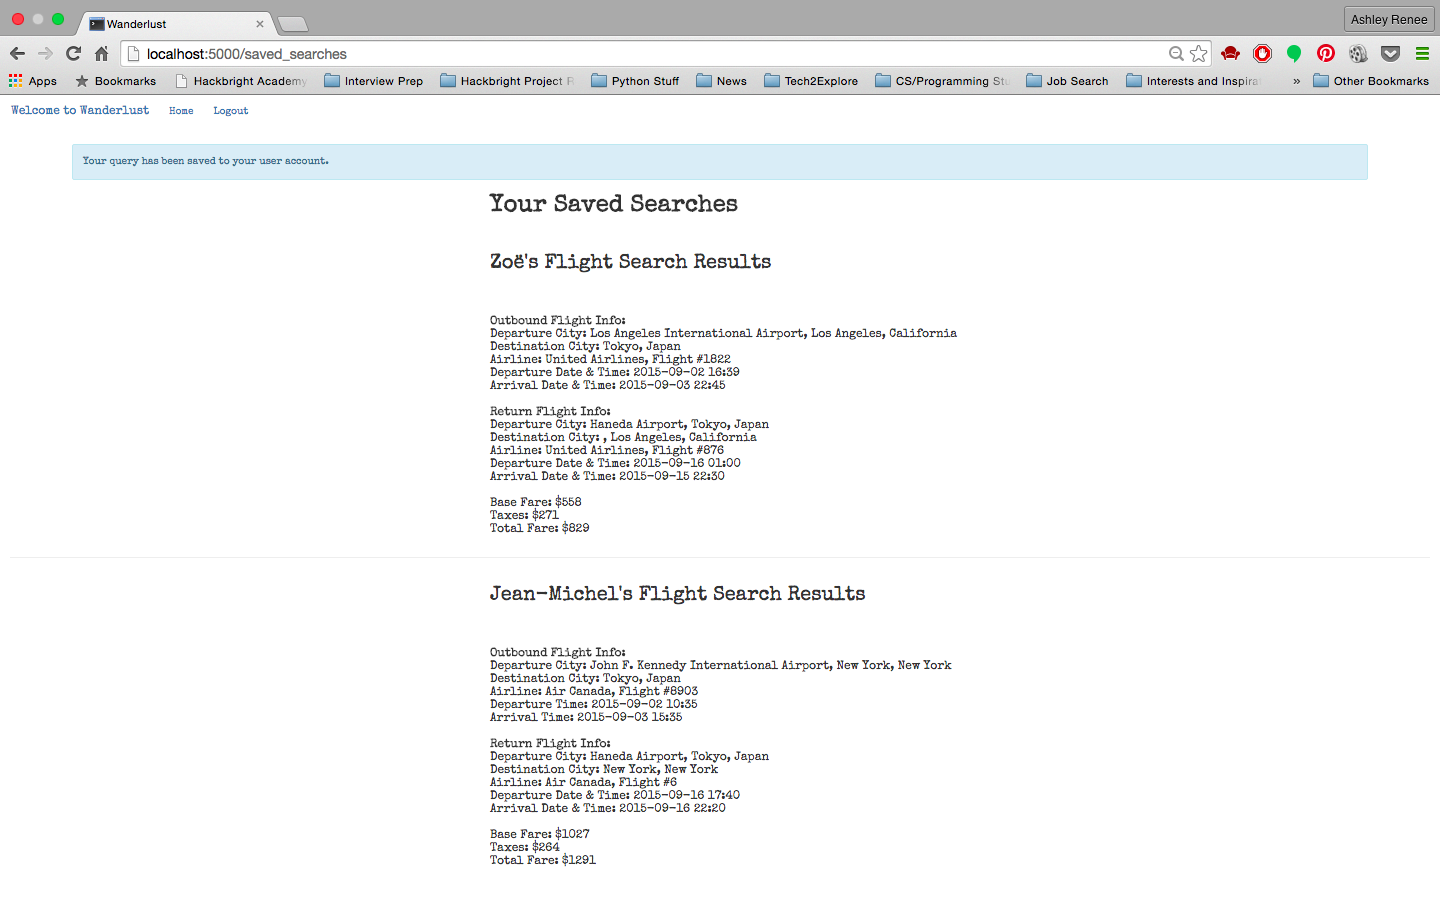 Wanderlust
Ashley Renee
localhost:5000/saved_searches
Apps
Bookmarks
Hackbright Academy
Interview Prep
Hackbright Project R
Python Stuff
News
Tech2Explore
CS/Programming Stu
Job Search
Interests and Inspirat
»
Other Bookmarks
Welcome to Wanderlust
Home
Logout
Your query has been saved to your user account.
Your Saved Searches
Zoë's Flight Search Results
Outbound Flight Info:
Departure City: Los Angeles International Airport, Los Angeles, California
Destination City: Tokyo, Japan
Airline: United Airlines, Flight #1822
Departure Date & Time: 2015-09-02 16:39
Arrival Date & Time: 2015-09-03 22:45
Return Flight Info:
Departure City: Haneda Airport, Tokyo, Japan
Destination City: , Los Angeles, California
Airline: United Airlines, Flight #876
Departure Date & Time: 2015-09-16 01:00
Arrival Date & Time: 2015-09-15 22:30
Base Fare: $558
Taxes: $271
Total Fare: $829
Jean-Michel's Flight Search Results
Outbound Flight Info:
Departure City: John F. Kennedy International Airport, New York, New York
Destination City: Tokyo, Japan
Airline: Air Canada, Flight #8903
Departure Time: 2015-09-02 10:35
Arrival Time: 2015-09-03 15:35
Return Flight Info:
Departure City: Haneda Airport, Tokyo, Japan
Destination City: New York, New York
Airline: Air Canada, Flight #6
Departure Date & Time: 2015-09-16 17:40
Arrival Date & Time: 2015-09-16 22:20
Base Fare: $1027
Taxes: $264
Total Fare: $1291